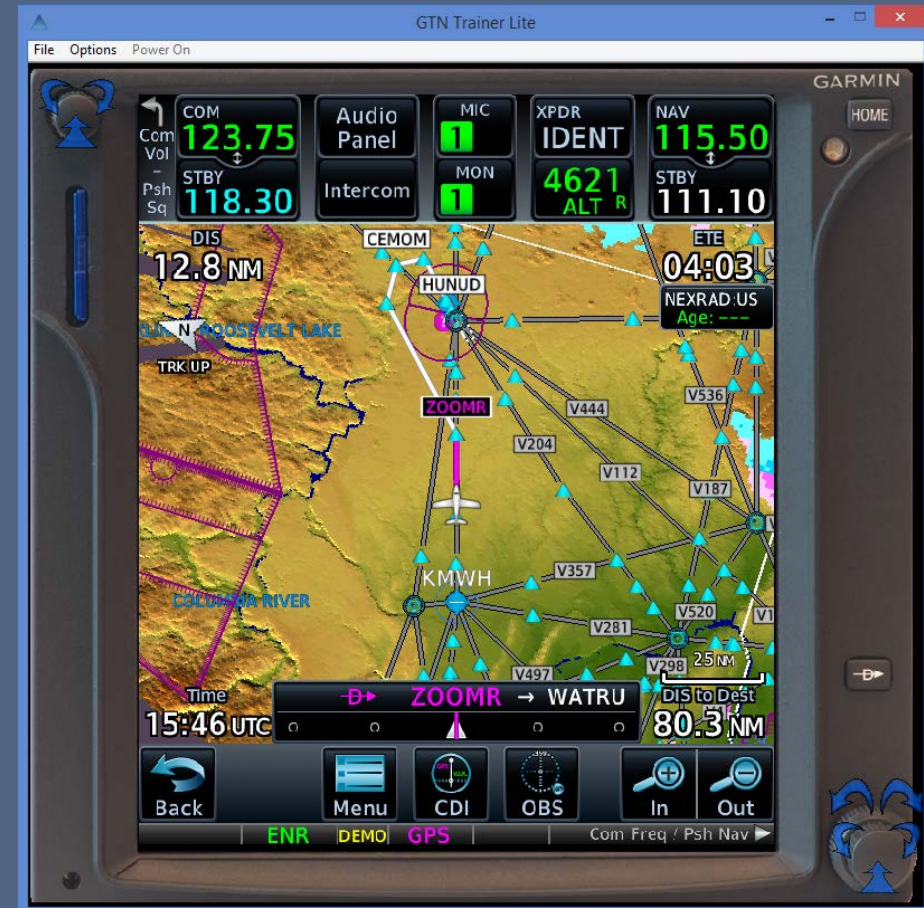 GTN Trainer Lite
File Options Power On
GARMIN
HOME
Com
Vol
-
Psh
Sq
COM
123.75
STBY
118.30
Audio
Panel
Intercom
MIC
1
MON
1
XPDR
IDENT
4621
ALT R
NAV
115.50
STBY
111.10
DIS
12.8 NM
CEMOM
ETE
04:03
HUNUD
NEXRAD:US
Age: ---
N
ROOSEVELT LAKE
TRK UP
V536
ZOOMR
V444
V204
V112
V187
KMWH
V357
COLUMBIA RIVER
V520
V281
25 NM
V497
V298
Time
15:46 UTC
D ZOOMR → WATRU
DIS to Dest
80.3 NM
Back
Menu
CDI
OBS
In
Out
D
ENR DEMO GPS Com Freq / Psh Nav